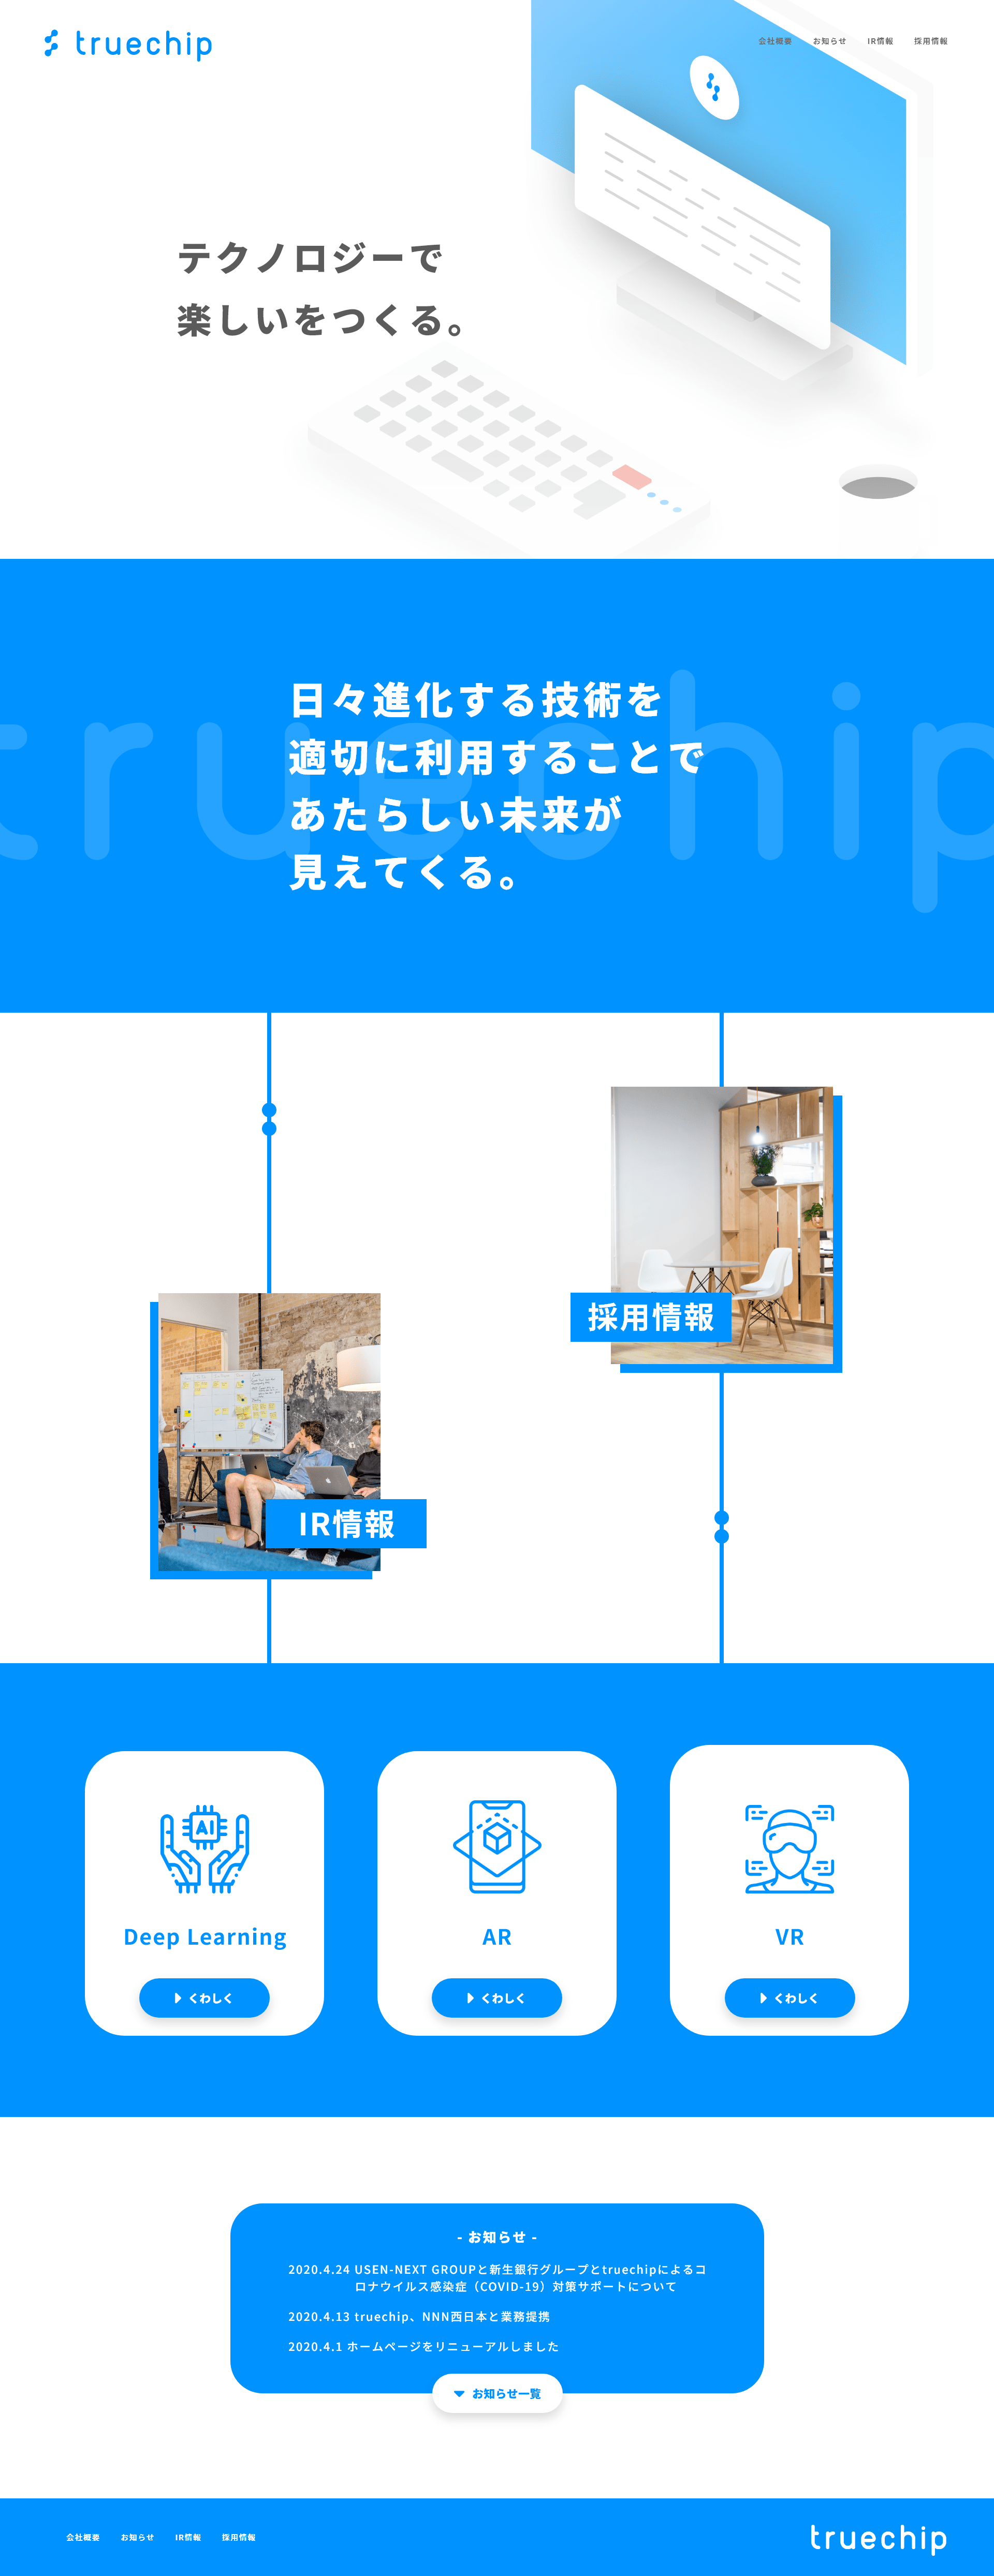 truechip
会社概要 お知らせ IR情報 採用情報
テクノロジーで
楽しいをつくる。
truechip
日々進化する技術を
適切に利用することで
あたらしい未来が
見えてくる。
採用情報
IR情報
AI
Deep Learning
くわしく
AR
くわしく
VR
くわしく
- お知らせ -
2020.4.24 USEN-NEXT GROUPと新生銀行グループとtruechipによるコ
ロナウイルス感染症（COVID-19）対策サポートについて
2020.4.13 truechip、NNN西日本と業務提携
2020.4.1 ホームページをリニューアルしました
お知らせ一覧
会社概要 お知らせ IR情報 採用情報
truechip